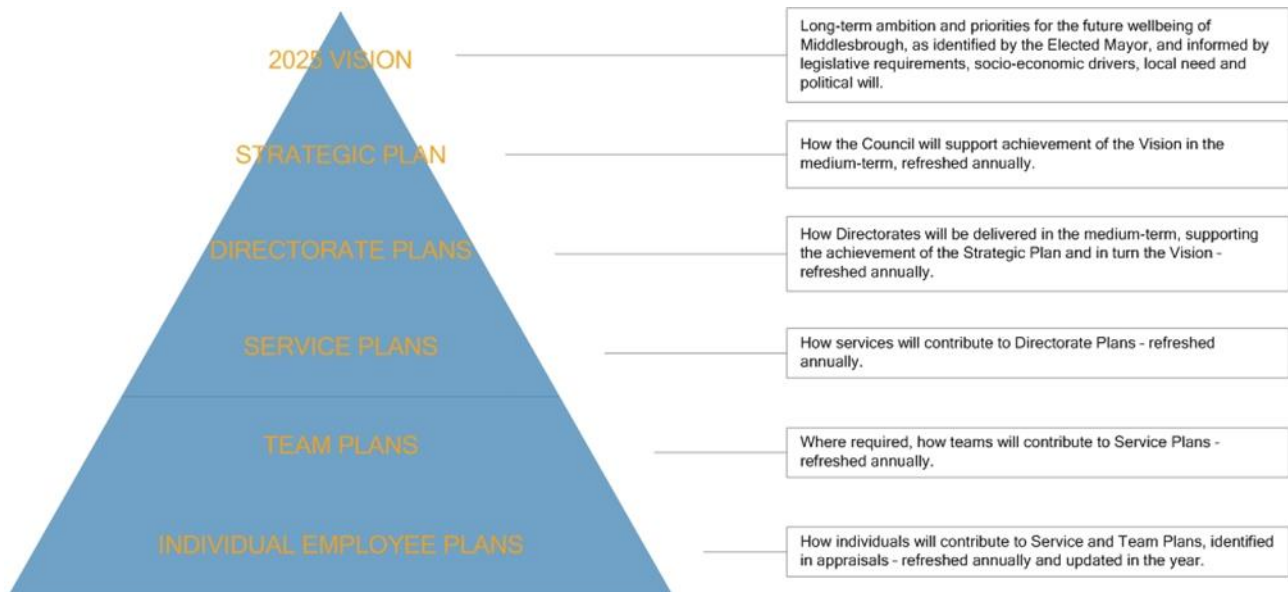 2025 VISION
Long-term ambition and priorities for the future wellbeing of
Middlesbrough, as identified by the Elected Mayor, and informed by
legislative requirements, socio-economic drivers, local need and
political will.
STRATEGIC PLAN
How the Council will support achievement of the Vision in the
medium-term, refreshed annually.
DIRECTORATE PLANS
How Directorates will be delivered in the medium-term, supporting
the achievement of the Strategic Plan and in turn the Vision -
refreshed annually.
SERVICE PLANS
How services will contribute to Directorate Plans - refreshed
annually.
TEAM PLANS
Where required, how teams will contribute to Service Plans -
refreshed annually.
INDIVIDUAL EMPLOYEE PLANS
How individuals will contribute to Service and Team Plans, identified
in appraisals - refreshed annually and updated in the year.